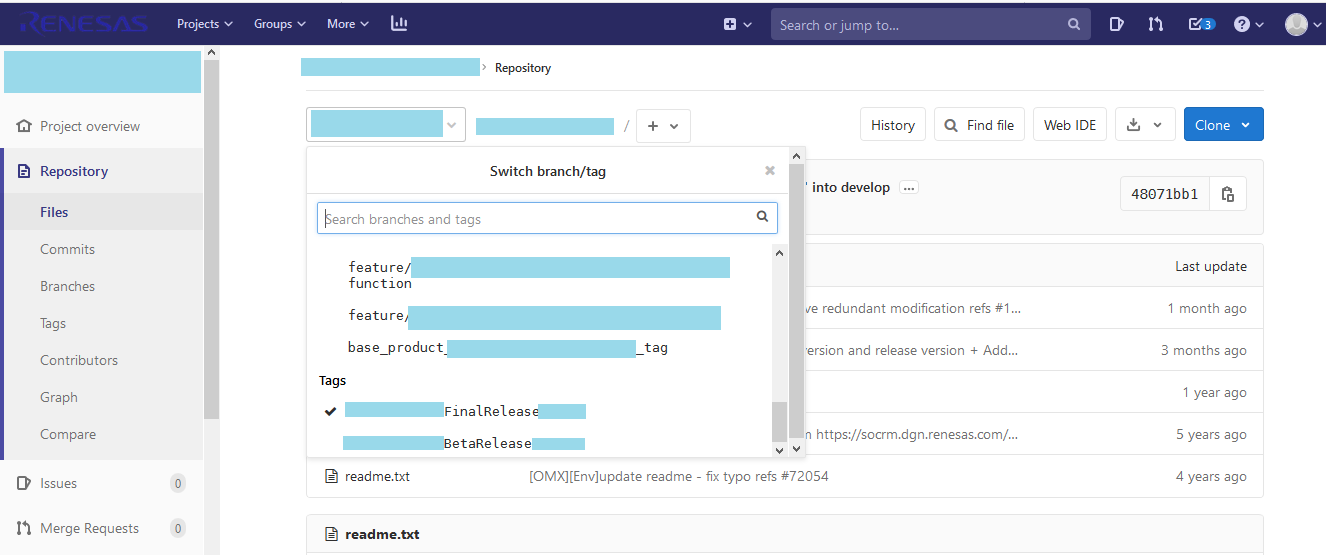 RENESAS Projects Groups More Search or jump to... 3 ?
Repository
Project overview
Repository
Files
Commits
Branches
Tags
Contributors
Graph
Compare
Issues 0
Merge Requests 0
/ + History Find file Web IDE Clone
Switch branch/tag ×
Search branches and tags
feature/
function
feature/
base_product_ _tag
Tags
FinalRelease
BetaRelease
' into develop ...
48071bb1
Last update
ve redundant modification refs #1... 1 month ago
ersion and release version + Add... 3 months ago
1 year ago
m https://socrm.dgn.renesas.com/... 5 years ago
readme.txt [OMX][Env]update readme - fix typo refs #72054 4 years ago
readme.txt